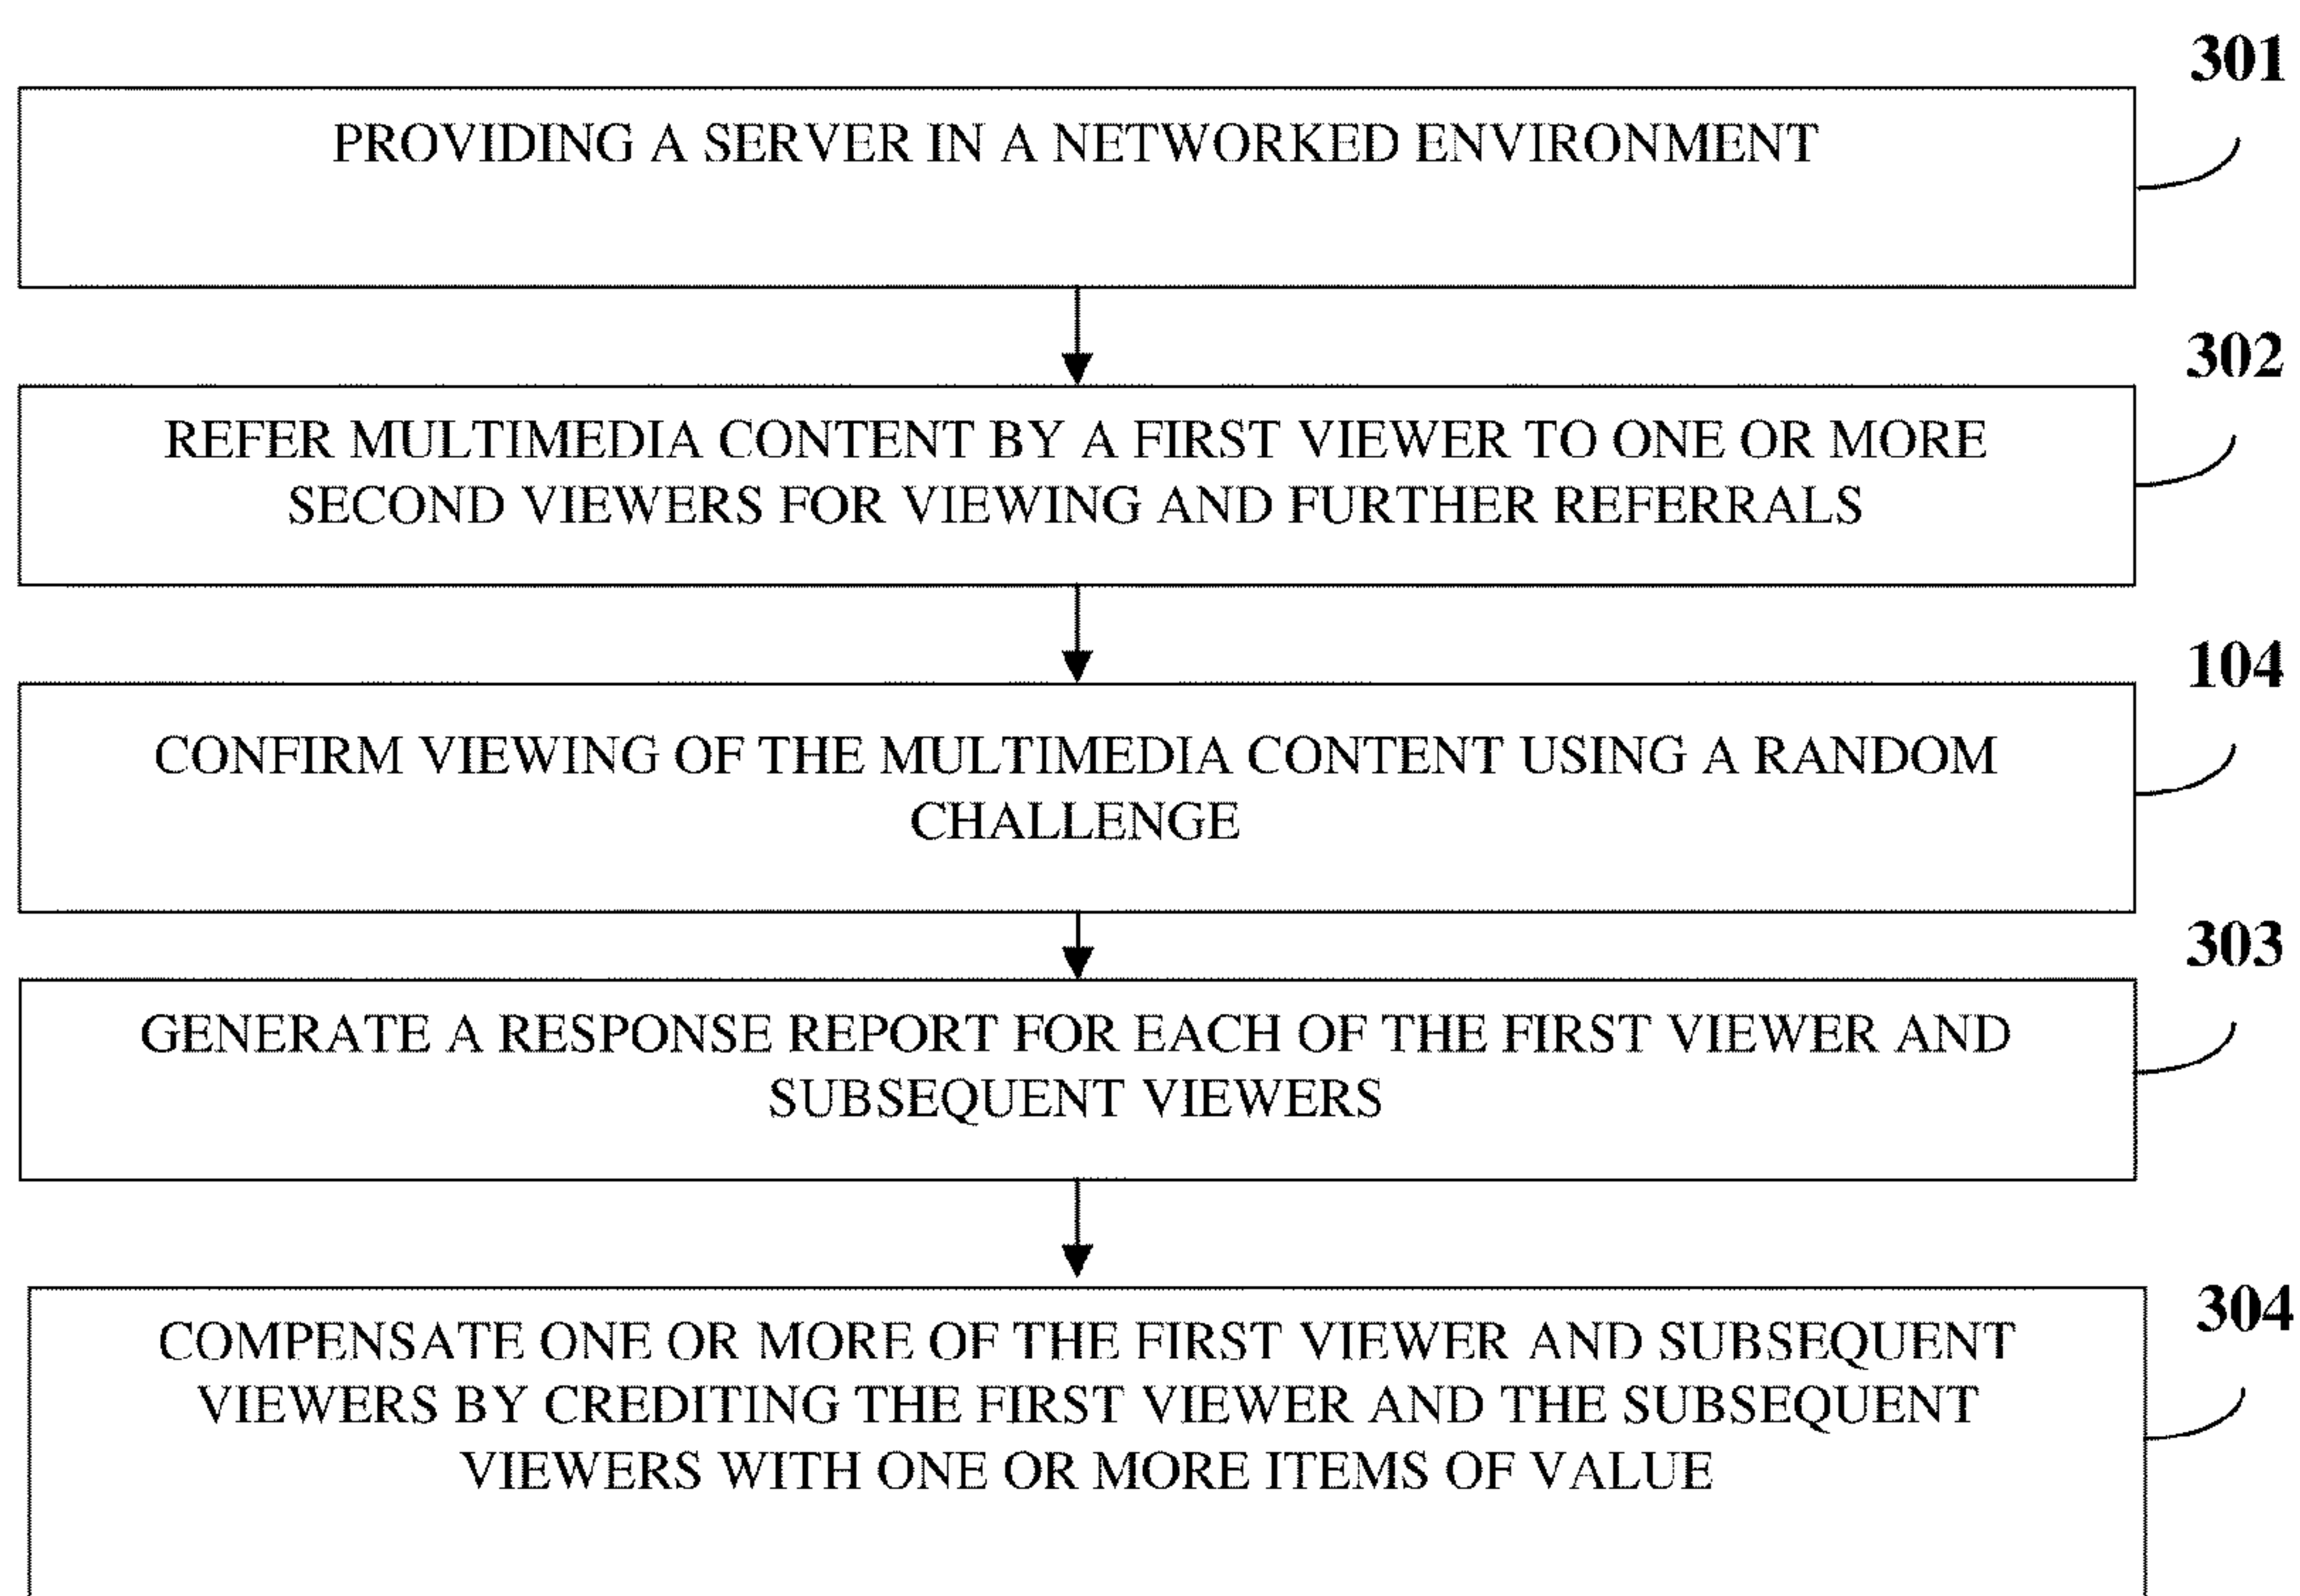 301
PROVIDING A SERVER IN A NETWORKED ENVIRONMENT
302
REFER MULTIMEDIA CONTENT BY A FIRST VIEWER TO ONE OR MORE
SECOND VIEWERS FOR VIEWING AND FURTHER REFERRALS
104
CONFIRM VIEWING OF THE MULTIMEDIA CONTENT USING A RANDOM
CHALLENGE
303
GENERATE A RESPONSE REPORT FOR EACH OF THE FIRST VIEWER AND
SUBSEQUENT VIEWERS
304
COMPENSATE ONE OR MORE OF THE FIRST VIEWER AND SUBSEQUENT
VIEWERS BY CREDITING THE FIRST VIEWER AND THE SUBSEQUENT
VIEWERS WITH ONE OR MORE ITEMS OF VALUE